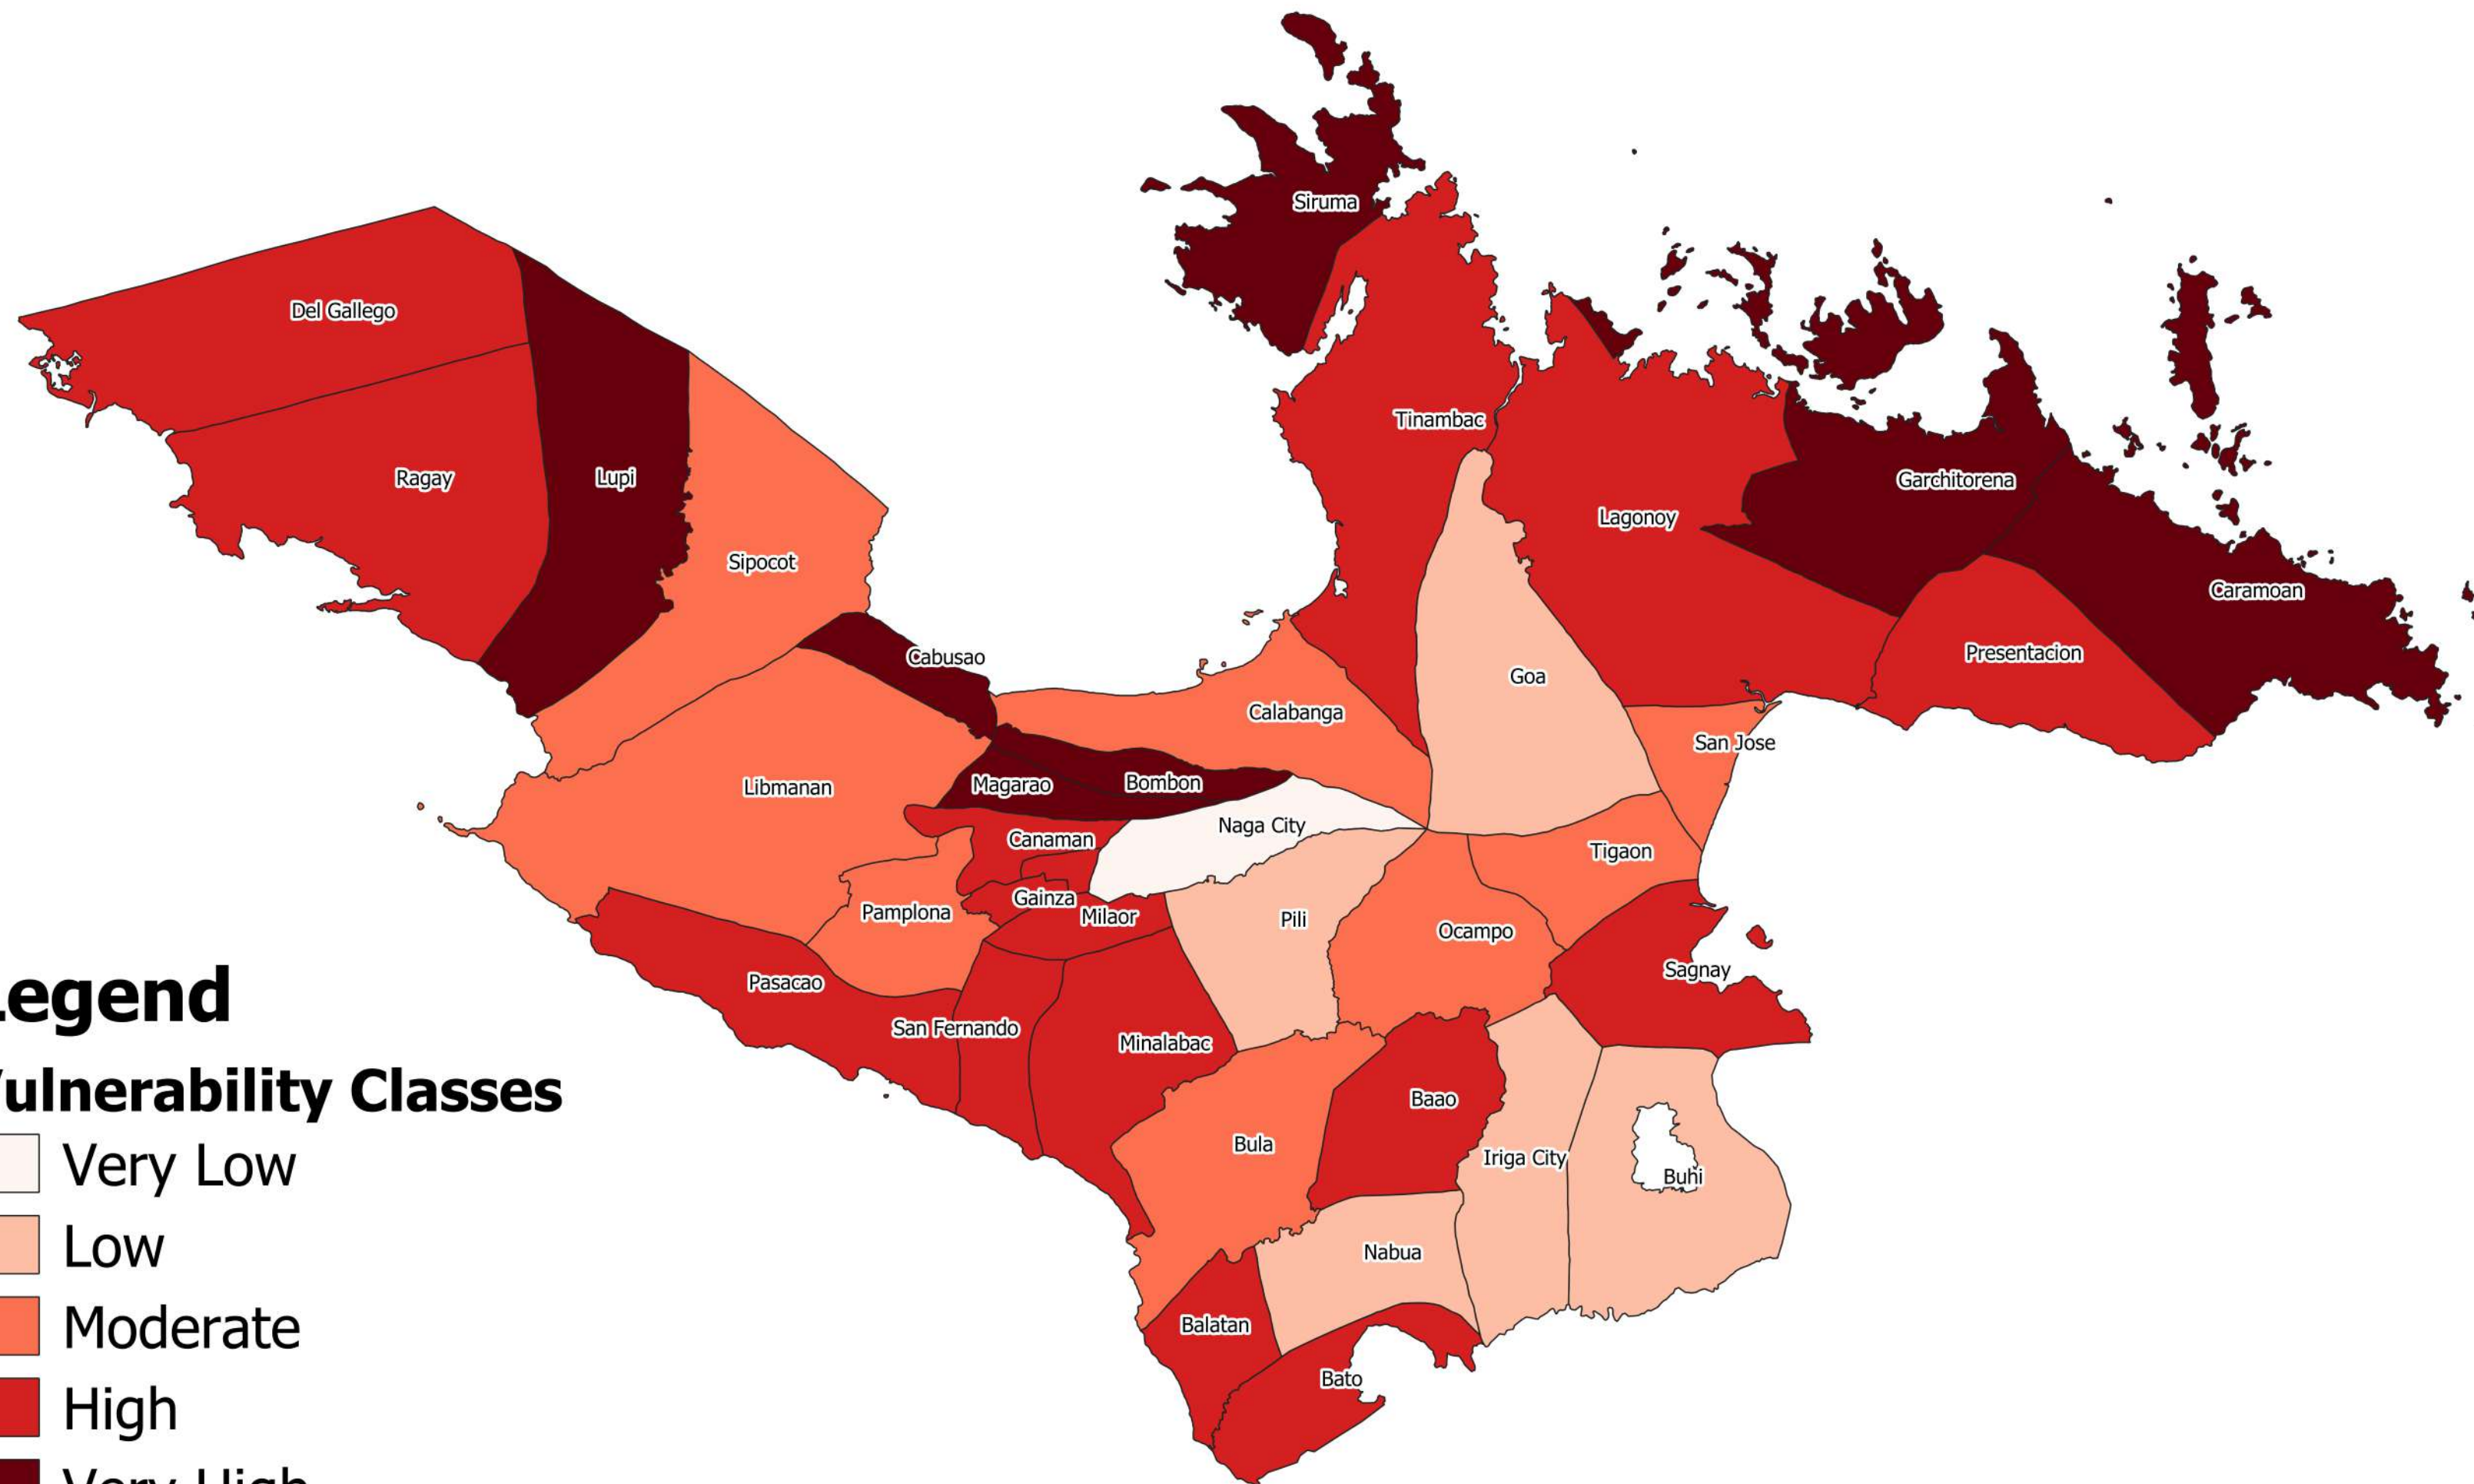 Siruma
Del Gallego
Tinambac
Ragay
Lupi
Garchitorena
Lagonoy
Sipocot
Caramoan
Cabusao
Presentacion
Goa
Calabanga
San Jose
Magarao
Bombon
Libmanan
Naga City
Canaman
Tigaon
Gainza
Pamplona
Milaor
Pili
Ocampo
Sagnay
Pasacao
San Fernando
Minalabac
Baao
Bula
Iriga City
Buhi
Nabua
Balatan
Bato
Legend
Vulnerability Classes
Very Low
Low
Moderate
High
Very High